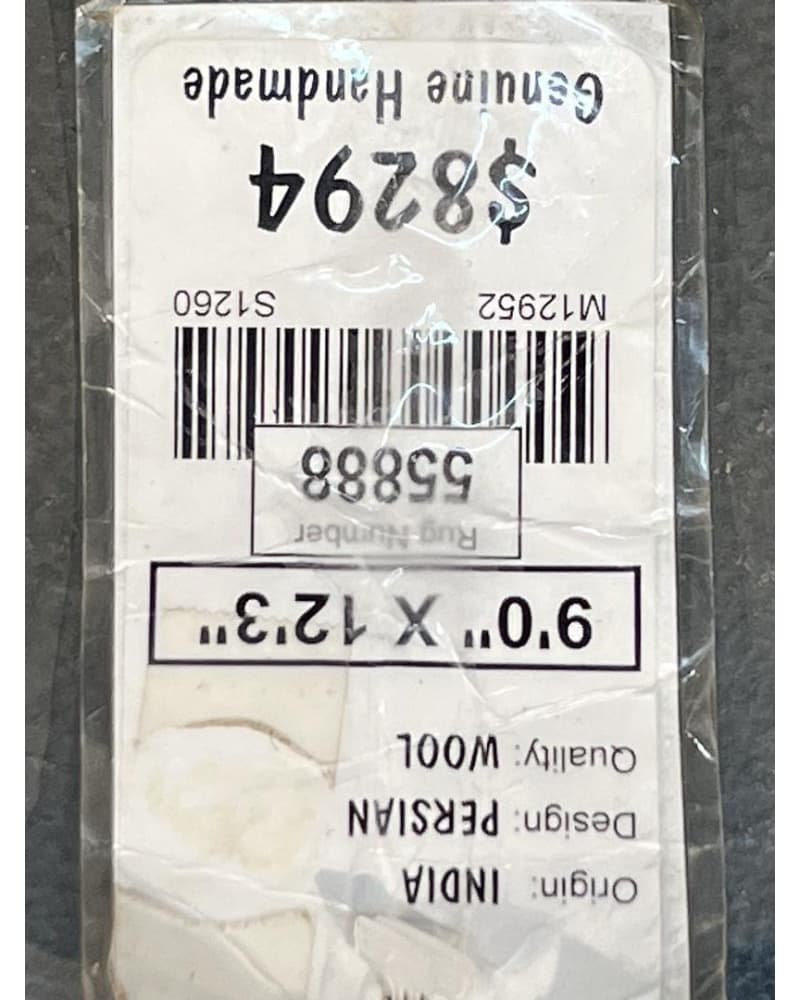 Origin: INDIA
Design: PERSIAN
Quality: WOOL
9'0" X 12'3"
Rug Number
55888
M12952 S1260
$8294
Genuine Handmade